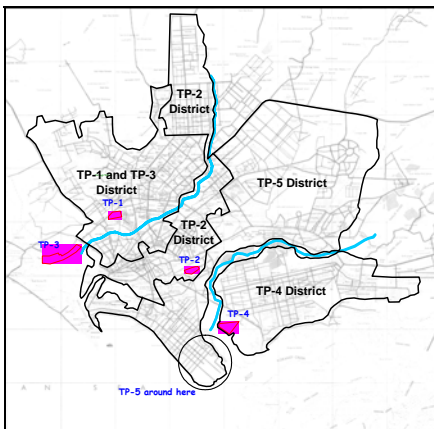 TP-2
District
TP-1 and TP-3
District
TP-1
TP-5 District
TP-3
TP-2
District
TP-2
TP-4 District
TP-4
TP-5 around here